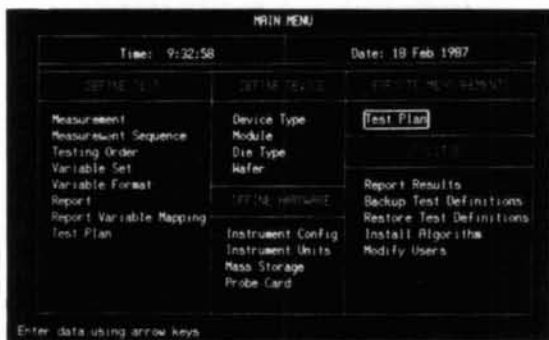 MAIN MENU
Time: 9:32:58
Date: 18 Feb 1987
DEFINE TEST
Measurement
Measurement Sequence
Testing Order
Variable Set
Variable Format
Report
Report Variable Mapping
Test Plan
DEFINE DEVICE
Device Type
Module
Die Type
Wafer
DEFINE HARDWARE
Instrument Config
Instrument Units
Mass Storage
Probe Card
EXECUTE MEASUREMENTS
Test Plan
Report Results
Backup Test Definitions
Restore Test Definitions
Install Algorithm
Modify Users
Enter data using arrow keys